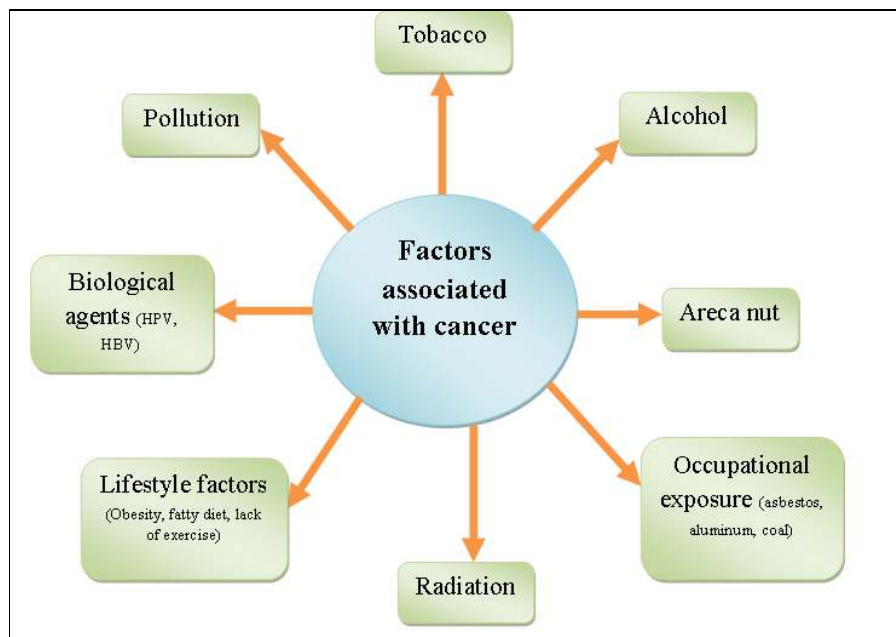 Factors
associated
with cancer
Tobacco
Alcohol
Areca nut
Occupational
exposure (asbestos,
aluminum, coal)
Radiation
Lifestyle factors
(Obesity, fatty diet, lack
of exercise)
Biological
agents (HPV,
HBV)
Pollution